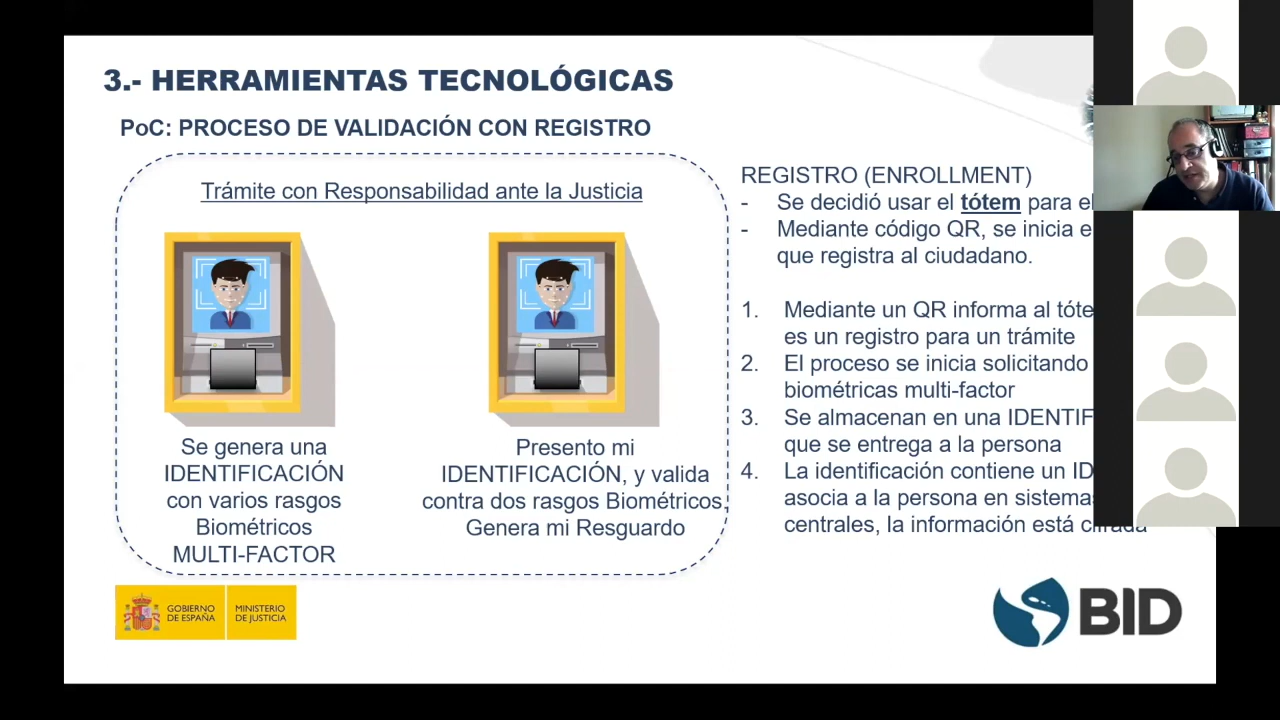 3.- HERRAMIENTAS TECNOLÓGICAS
PoC: PROCESO DE VALIDACIÓN CON REGISTRO
Trámite con Responsabilidad ante la Justicia
Se genera una
IDENTIFICACIÓN
con varios rasgos
Biométricos
MULTI-FACTOR
Presento mi
IDENTIFICACIÓN, y valida
contra dos rasgos Biométricos,
Genera mi Resguardo
REGISTRO (ENROLLMENT)
- Se decidió usar el tótem para
- Mediante código QR, se inicia
que registra al ciudadano.
1. Mediante un QR informa al
es un registro para un trámite
2. El proceso se inicia solicitando
biométricas multi-factor
3. Se almacenan en una
que se entrega a la persona
4. La identificación contiene un
asocia a la persona en
centrales, la información está cifrada
GOBIERNO
DE ESPAÑA
MINISTERIO
DE JUSTICIA
BID